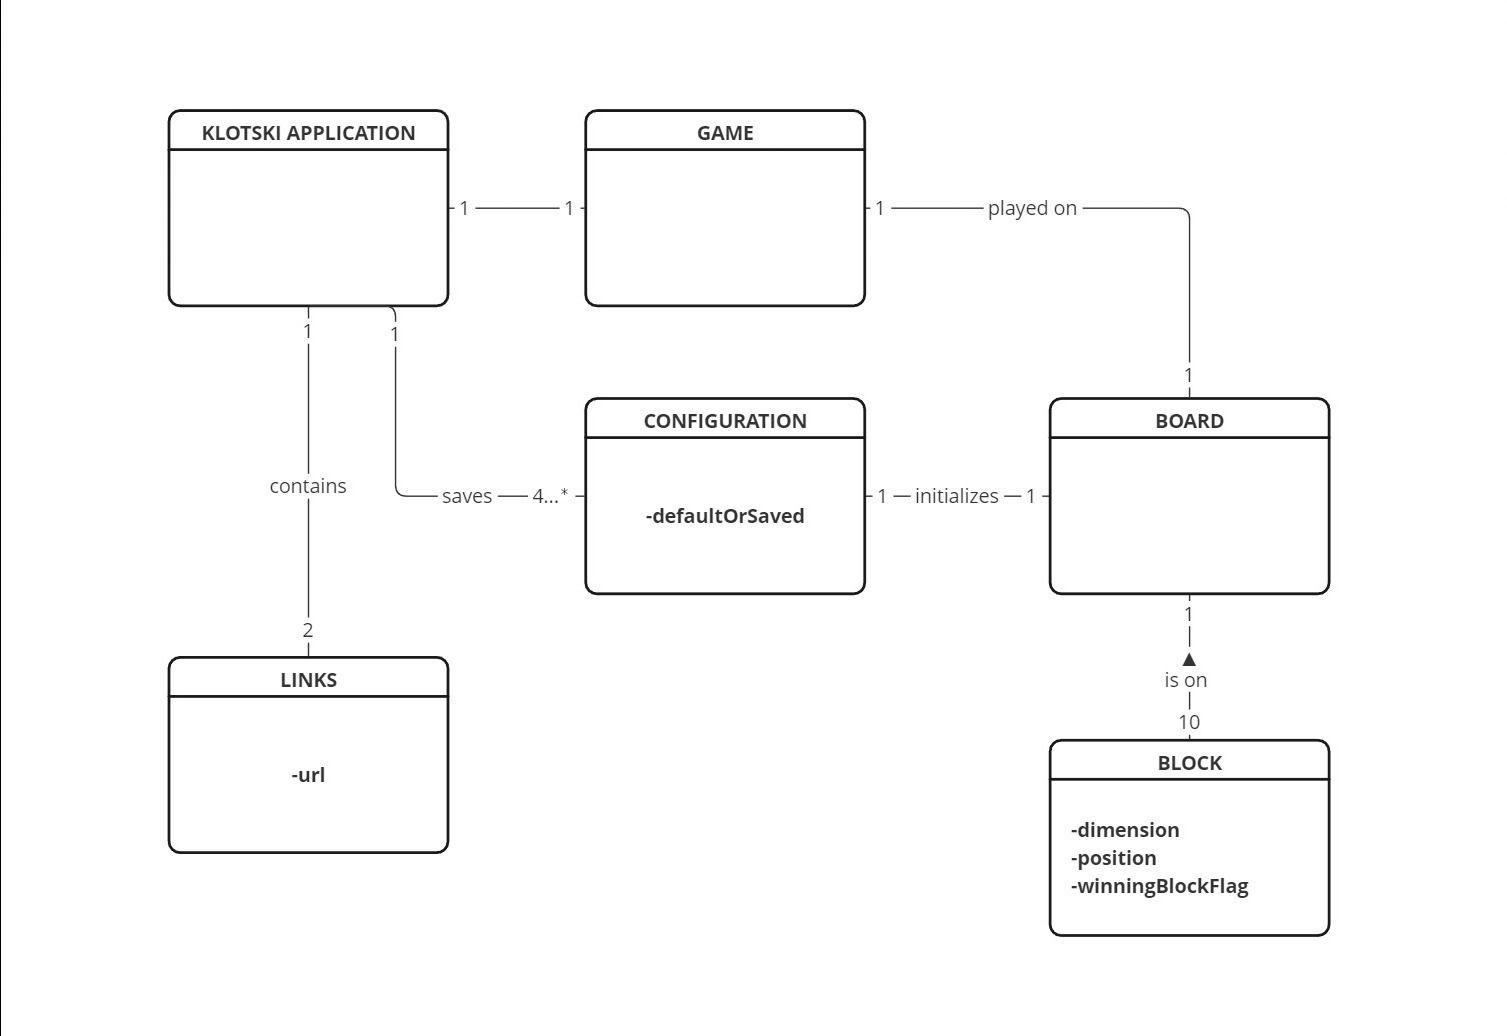 KLOTSKI APPLICATION
GAME
1
1
1
played on
1
1
1
CONFIGURATION
BOARD
contains
saves
4...*
1
initializes
1
-defaultOrSaved
1
2
is on
LINKS
10
BLOCK
-url
-dimension
-position
-winningBlockFlag